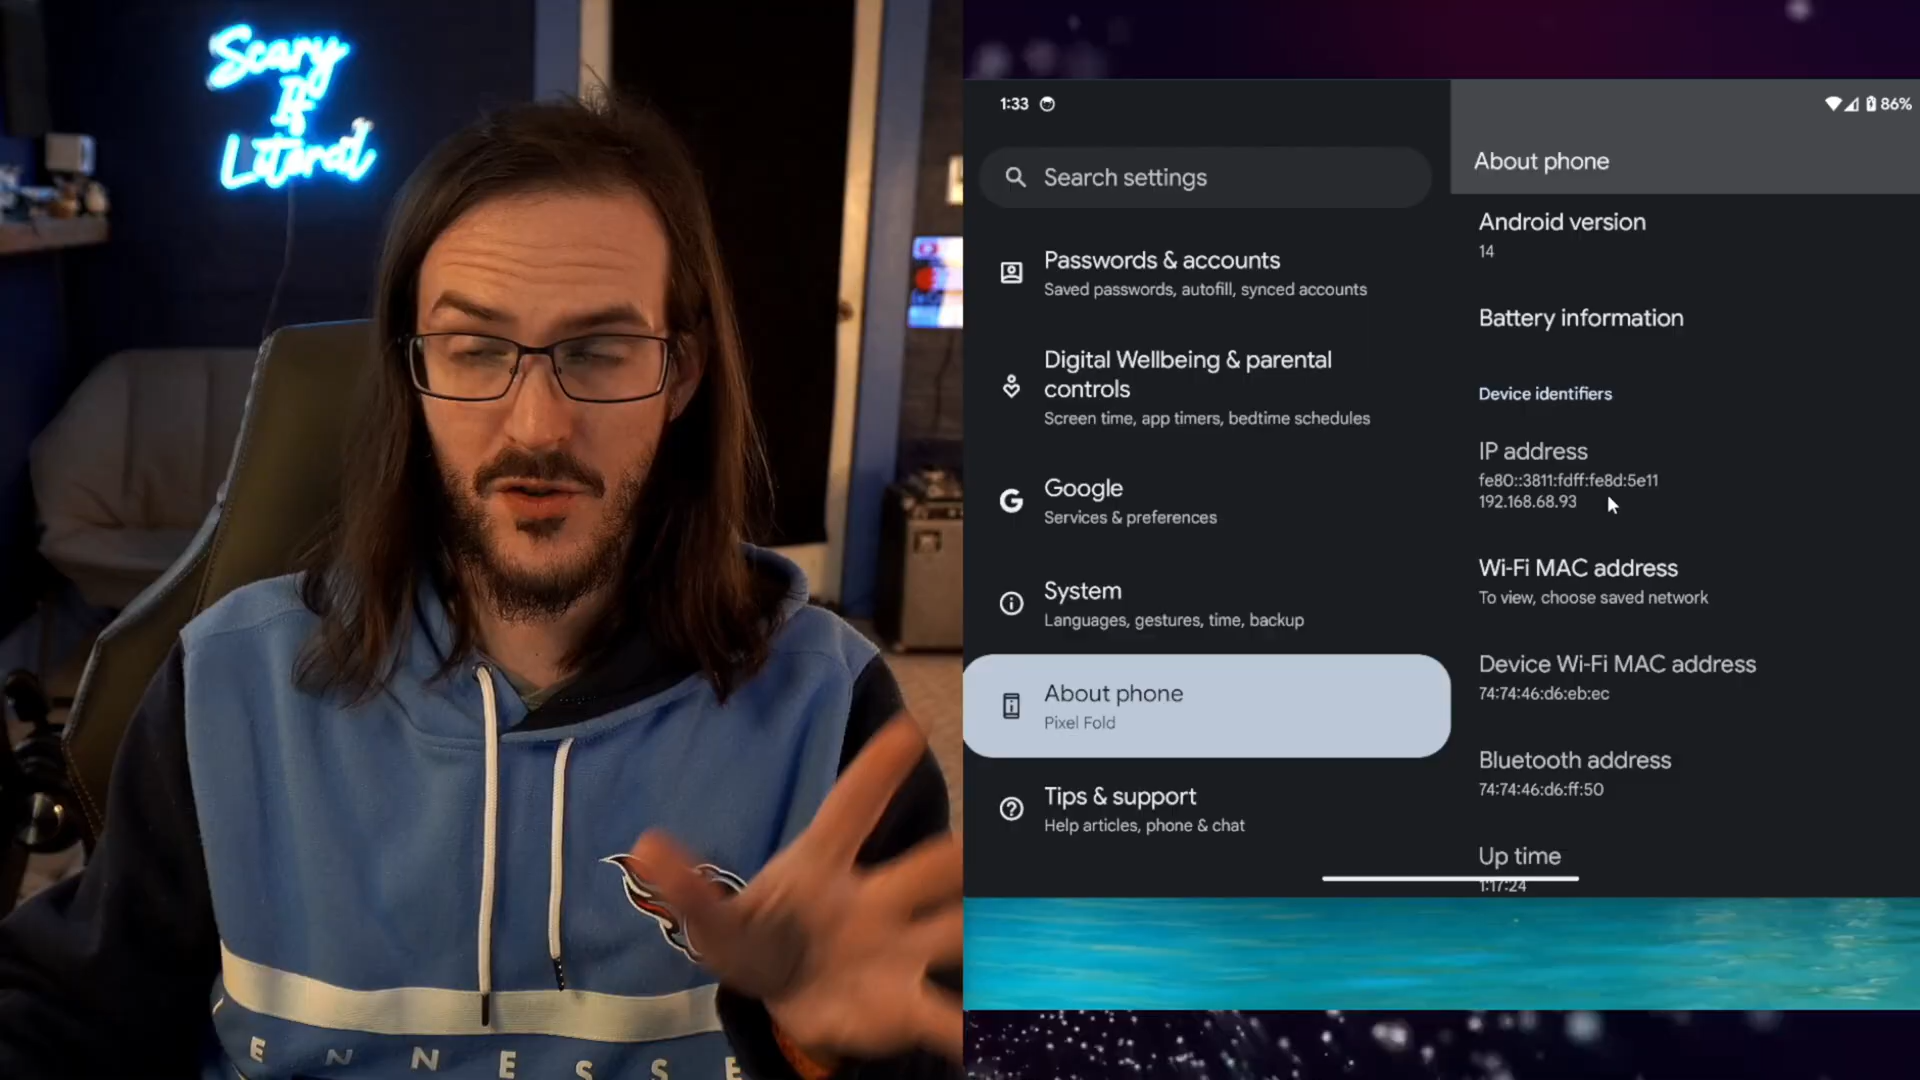 Scary
If
Literal
ENNESSE
1:33
86%
Search settings
Passwords & accounts
Saved passwords, autofill, synced accounts
Digital Wellbeing & parental
controls
Screen time, app timers, bedtime schedules
Google
Services & preferences
System
Languages, gestures, time, backup
About phone
Pixel Fold
Tips & support
Help articles, phone & chat
About phone
Android version
14
Battery information
Device identifiers
IP address
fe80::3811:fdff:fe8d:5e11
192.168.68.93
Wi-Fi MAC address
To view, choose saved network
Device Wi-Fi MAC address
74:74:46:d6:eb:ec
Bluetooth address
74:74:46:d6:ff:50
Up time
1:17:24